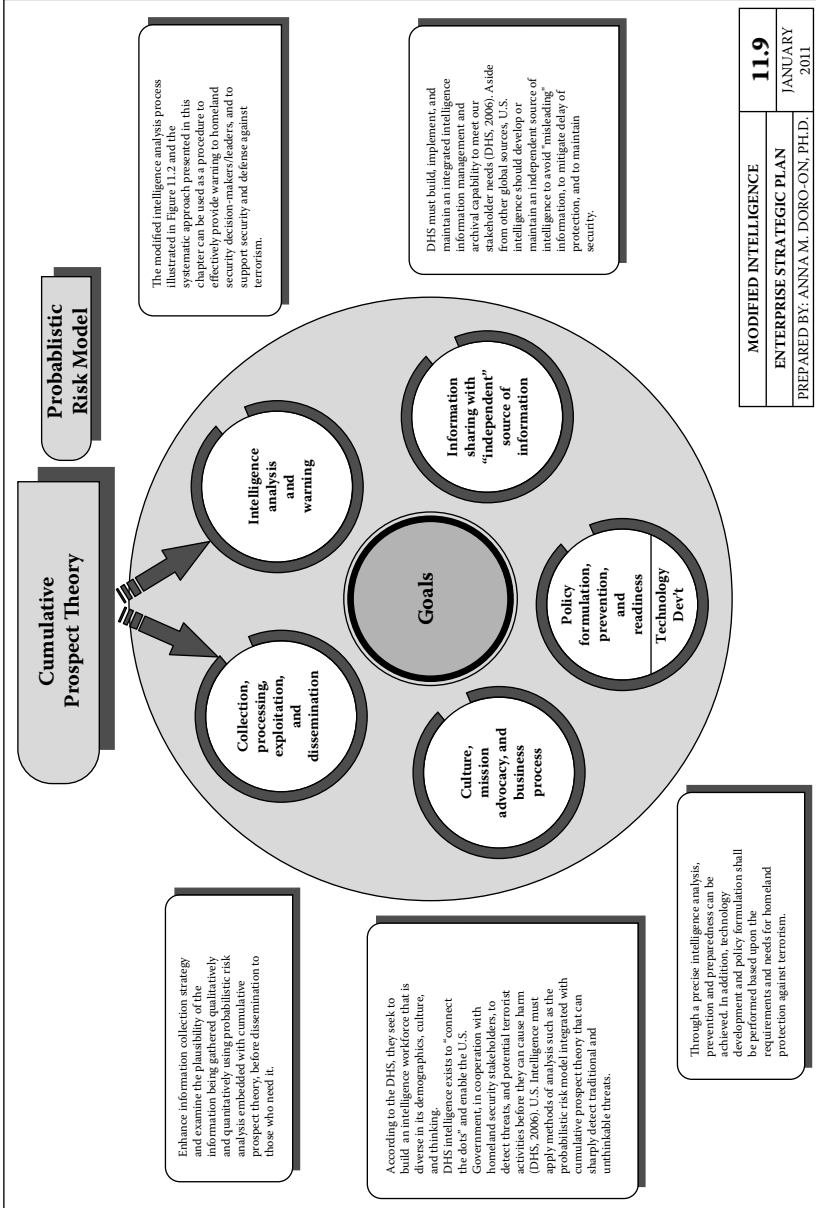 Cumulative
Prospect Theory
Probablistic
Risk Model
Enhance information collection strategy
and examine the plausibility of the
information being gathered qualitatively
and quanitatively using probabilistic risk
analysis embedded with cumulative
prospect theory, before dissemination to
those who need it.
The modified intelligence analysis process
illustrated in Figure 11.2 and the
systematic approach presented in this
chapter can be used as a procedure to
effectively provide warning to homeland
security decision-makers/leaders, and to
support security and defense against
terrorism.
Collection,
processing,
exploitation,
and
dissemination
Intelligence
analysis
and
warning
Goals
According to the DHS, they seek to
build an intelligence workforce that is
diverse in its demographics, culture,
and thinking.
DHS intelligence exists to “connect
the dots” and enable the U.S.
Government, in cooperation with
homeland security stakeholders, to
detect threats, and potential terrorist
activities before they can cause harm
(DHS, 2006). U.S. Intelligence must
apply methods of analysis such as the
probabilistic risk model integrated with
cumulative prospect theory that can
sharply detect traditional and
unthinkable threats.
Culture,
mission
advocacy, and
business
process
Information
sharing with
“independent”
source of
information
DHS must build, implement, and
maintain an integrated intelligence
information management and
archival capability to meet our
stakeholder needs (DHS, 2006). Aside
from other global sources, U.S.
intelligence should develop or
maintain an independent source of
intelligence to avoid "misleading"
information, to mitigate delay of
protection, and to maintain
security.
Policy
formulation,
prevention,
and
readiness
Technology
Dev't
Through a precise intelligence analysis,
prevention and preparedness can be
achieved. In addition, technology
development and policy formulation shall
be performed based upon the
requirements and needs for homeland
protection against terrorism.
MODIFIED INTELLIGENCE
ENTERPRISE STRATEGIC PLAN
PREPARED BY: ANNA M. DORO-ON, PH.D.
11.9
JANUARY
2011